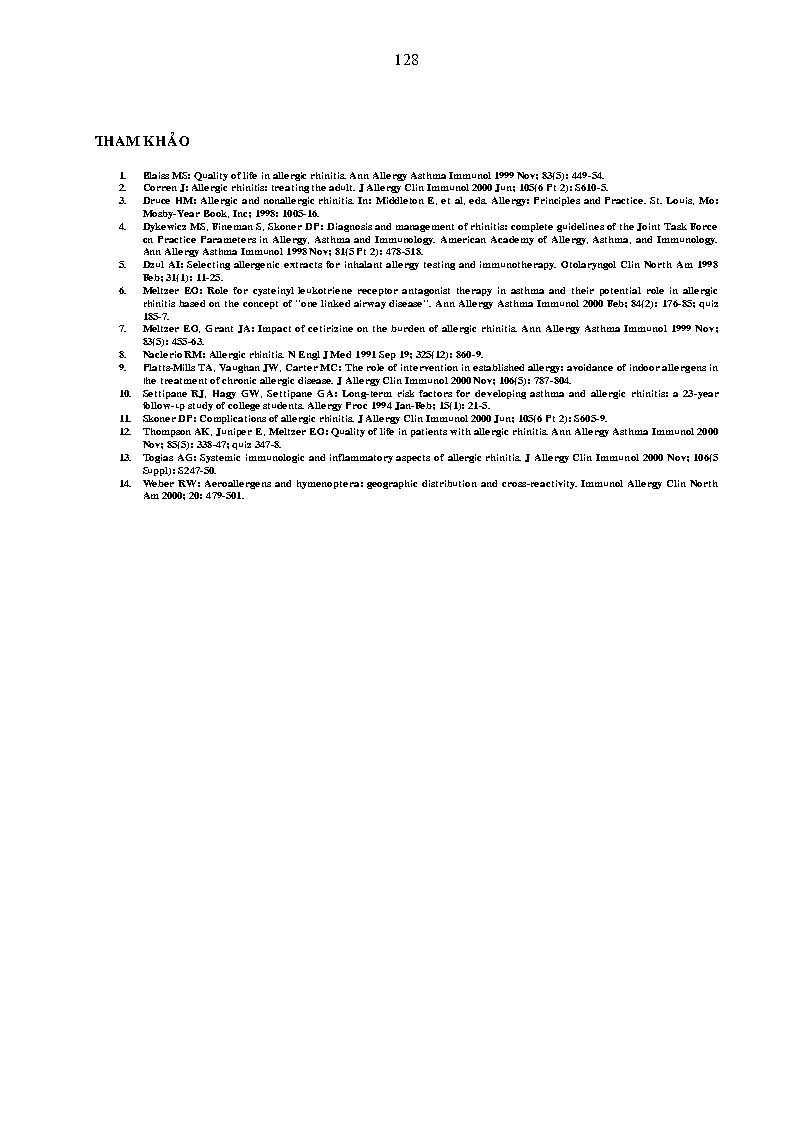 128
THAM KHẢO
1. Blaiss MS: Quality of life in allergic rhinitis. Ann Allergy Asthma Immunol 1999 Nov; 83(5): 449-54.
2. Corren J: Allergic rhinitis: treating the adult. J Allergy Clin Immunol 2000 Jun; 105(6 Pt 2): S610-5.
3. Druce HM: Allergic and nonallergic rhinitis. In: Middleton E, et al, eds. Allergy: Principles and Practice. St. Louis, Mo:
Mosby-Year Book, Inc; 1998: 1005-16.
4. Dykewicz MS, Fineman S, Skoner DP: Diagnosis and management of rhinitis: complete guidelines of the Joint Task Force
on Practice Parameters in Allergy, Asthma and Immunology. American Academy of Allergy, Asthma, and Immunology.
Ann Allergy Asthma Immunol 1998 Nov; 81(5 Pt 2): 478-518.
5. Dzul AI: Selecting allergenic extracts for inhalant allergy testing and immunotherapy. Otolaryngol Clin North Am 1998
Feb; 31(1): 11-25.
6. Meltzer EO: Role for cysteinyl leukotriene receptor antagonist therapy in asthma and their potential role in allergic
rhinitis based on the concept of "one linked airway disease". Ann Allergy Asthma Immunol 2000 Feb; 84(2): 176-85; quiz
185-7.
7. Meltzer EO, Grant JA: Impact of cetirizine on the burden of allergic rhinitis. Ann Allergy Asthma Immunol 1999 Nov;
83(5): 455-63.
8. Naclerio RM: Allergic rhinitis. N Engl J Med 1991 Sep 19; 325(12): 860-9.
9. Platts-Mills TA, Vaughan JW, Carter MC: The role of intervention in established allergy: avoidance of indoor allergens in
the treatment of chronic allergic disease. J Allergy Clin Immunol 2000 Nov; 106(5): 787-804.
10. Settipane RJ, Hagy GW, Settipane GA: Long-term risk factors for developing asthma and allergic rhinitis: a 23-year
follow-up study of college students. Allergy Proc 1994 Jan-Feb; 15(1): 21-5.
11. Skoner DP: Complications of allergic rhinitis. J Allergy Clin Immunol 2000 Jun; 105(6 Pt 2): S605-9.
12. Thompson AK, Juniper E, Meltzer EO: Quality of life in patients with allergic rhinitis. Ann Allergy Asthma Immunol 2000
Nov; 85(5): 338-47; quiz 347-8.
13. Togias AG: Systemic immunologic and inflammatory aspects of allergic rhinitis. J Allergy Clin Immunol 2000 Nov; 106(5
Suppl): S247-50.
14. Weber RW: Aeroallergens and hymenoptera: geographic distribution and cross-reactivity. Immunol Allergy Clin North
Am 2000; 20: 479-501.